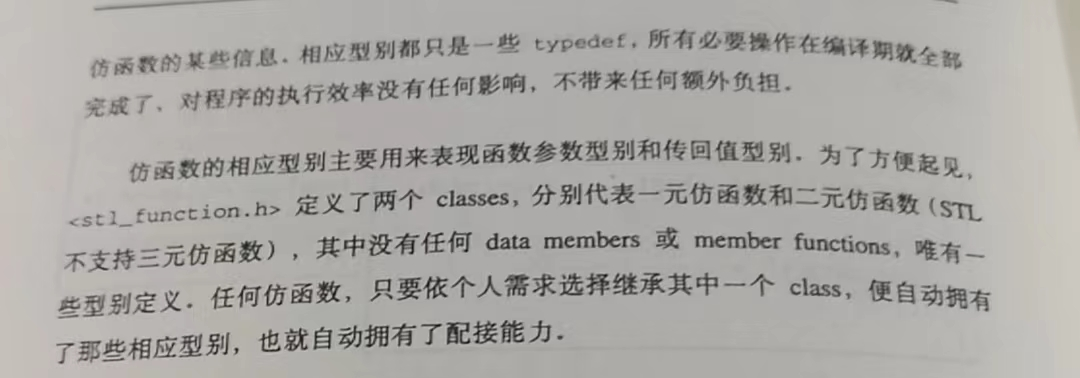 仿函数的某些信息．相应型别都只是一些 typedef，所有必要操作在编译期就全部
完成了、对程序的执行效率没有任何影响，不带来任何额外负担．
仿函数的相应型别主要用来表现函数参数型别和传回值型别．为了方便起见，
<stl_function.h> 定义了两个 classes，分别代表一元仿函数和二元仿函数（STL
不支持三元仿函数），其中没有任何 data members 或 member functions，唯有一
些型别定义．任何仿函数，只要依个人需求选择继承其中一个 class，便自动拥有
了那些相应型别，也就自动拥有了配接能力．